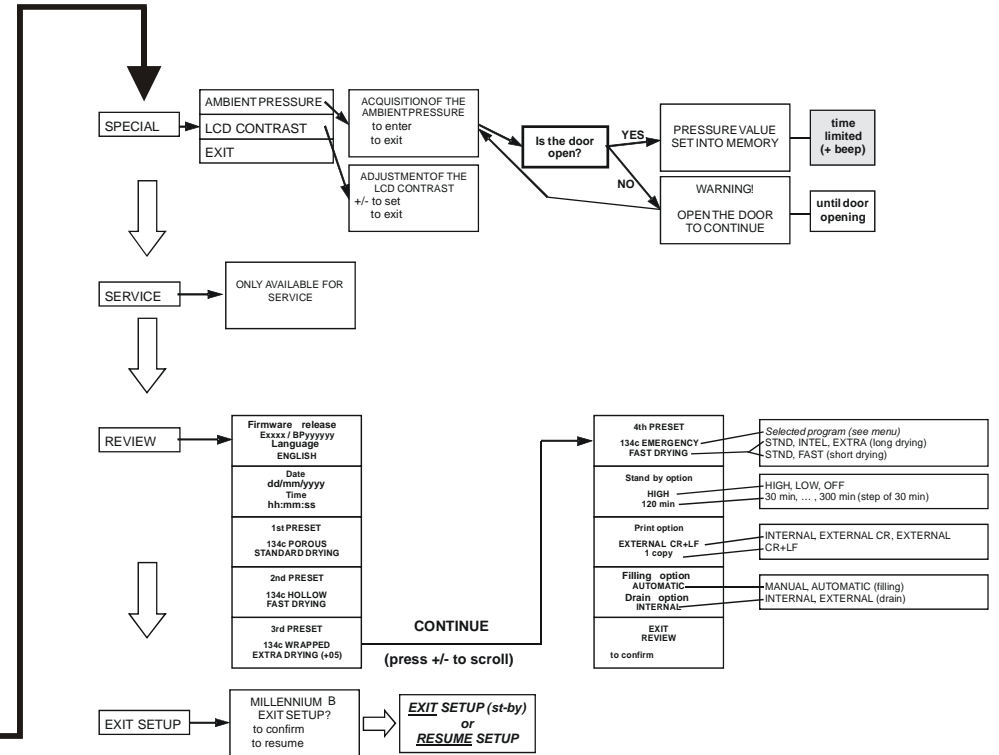 SPECIAL
AMBIENT PRESSURE
LCD CONTRAST
EXIT
ACQUISITION OF THE
AMBIENT PRESSURE
to enter
to exit
ADJUSTMENT OF THE
LCD CONTRAST
+/- to set
to exit
Is the door
open?
YES
NO
PRESSURE VALUE
SET INTO MEMORY
time
limited
(+ beep)
WARNING!
OPEN THE DOOR
TO CONTINUE
until door
opening
SERVICE
ONLY AVAILABLE FOR
SERVICE
REVIEW
Firmware release
Exxxx / BPyyyyyy
Language
ENGLISH
Date
dd/mm/yyyy
Time
hh:mm:ss
1st PRESET
134c POROUS
STANDARD DRYING
2nd PRESET
134c HOLLOW
FAST DRYING
3rd PRESET
134c WRAPPED
EXTRA DRYING (+05)
CONTINUE
(press +/- to scroll)
4th PRESET
134c EMERGENCY
FAST DRYING
Selected program (see menu)
STND, INTEL, EXTRA (long drying)
STND, FAST (short drying)
Stand by option
HIGH
120 min
HIGH, LOW, OFF
30 min, ... , 300 min (step of 30 min)
Print option
EXTERNAL CR+LF
1 copy
INTERNAL, EXTERNAL CR, EXTERNAL
CR+LF
Filling option
AUTOMATIC
Drain option
INTERNAL
MANUAL, AUTOMATIC (filling)
INTERNAL, EXTERNAL (drain)
EXIT
REVIEW
to confirm
EXIT SETUP
MILLENNIUM B
EXIT SETUP?
to confirm
to resume
EXIT SETUP (st-by)
or
RESUME SETUP